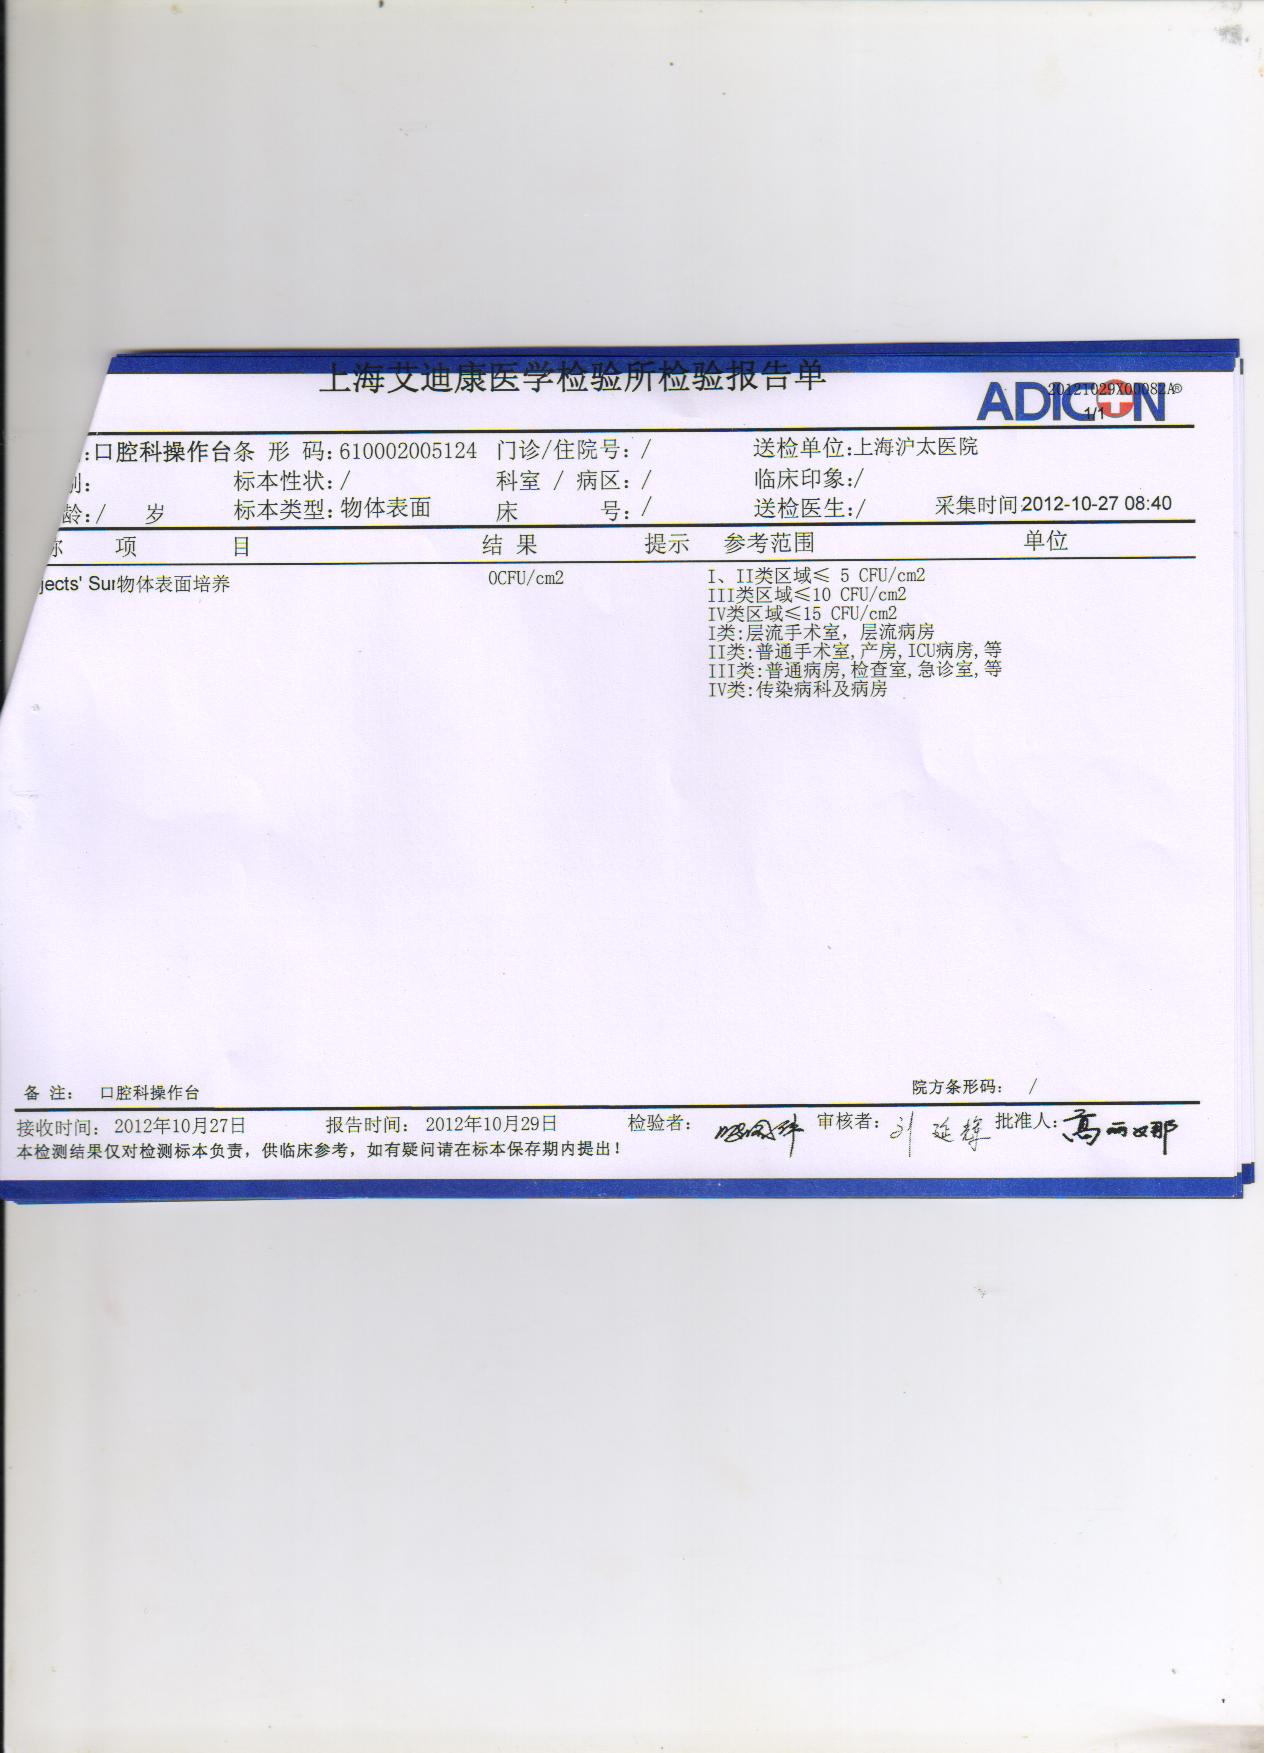 上海艾迪康医学检验所检验报告单
ADICON®
20121029X00082A
1/1
:口腔科操作台 条 形 码:610002005124 门诊/住院号:/ 送检单位:上海沪太医院
别: 标本性状:/ 科室 / 病区:/ 临床印象:/
龄:/ 岁 标本类型:物体表面 床 号:/ 送检医生:/ 采集时间:2012-10-27 08:40
称 项 目 结 果 提示 参考范围 单位
jects' Sur物体表面培养 0CFU/cm2 I、II类区域≤ 5 CFU/cm2
III类区域≤10 CFU/cm2
IV类区域≤15 CFU/cm2
I类:层流手术室，层流病房
II类:普通手术室,产房,ICU病房,等
III类:普通病房,检查室,急诊室,等
IV类:传染病科及病房
备 注: 口腔科操作台 院方条形码: /
接收时间: 2012年10月27日 报告时间: 2012年10月29日 检验者: 审核者: 刘延辉 批准人: 高丽娜
本检测结果仅对检测标本负责，供临床参考，如有疑问请在标本保存期内提出！